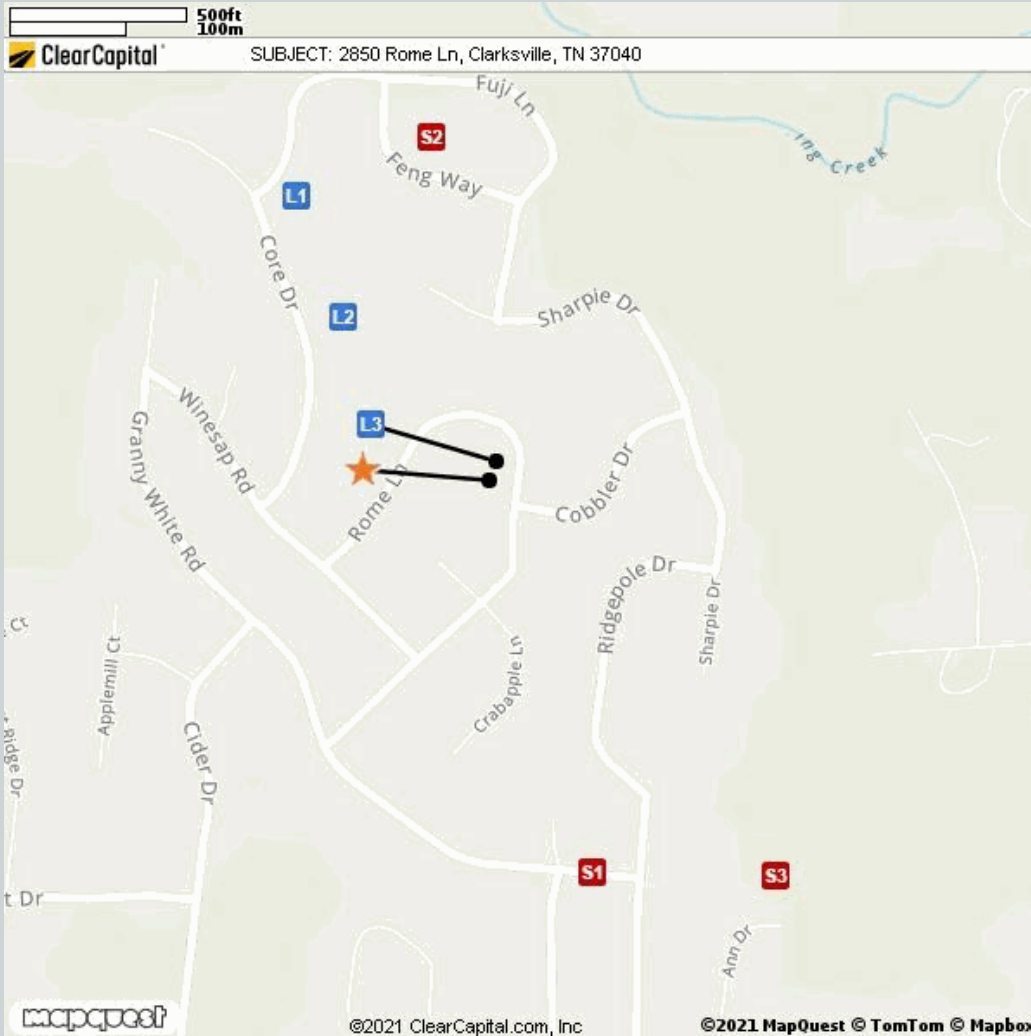 500ft
100m
ClearCapital
SUBJECT: 2850 Rome Ln, Clarksville, TN 37040
Fuji Ln
S2
Ing Creek
Feng Way
L1
Core Dr
Sharpie Dr
L2
Winesap Rd
L3
Granny White Rd
Rome Ln
Cobbler Dr
Ridgepole Dr
Sharpie Dr
Ct
Applemill Ct
Crabapple Ln
Ridge Dr
Cider Dr
S1
S3
t Dr
Ann Dr
mapquest
©2021 ClearCapital.com, Inc
©2021 MapQuest © TomTom © Mapbox